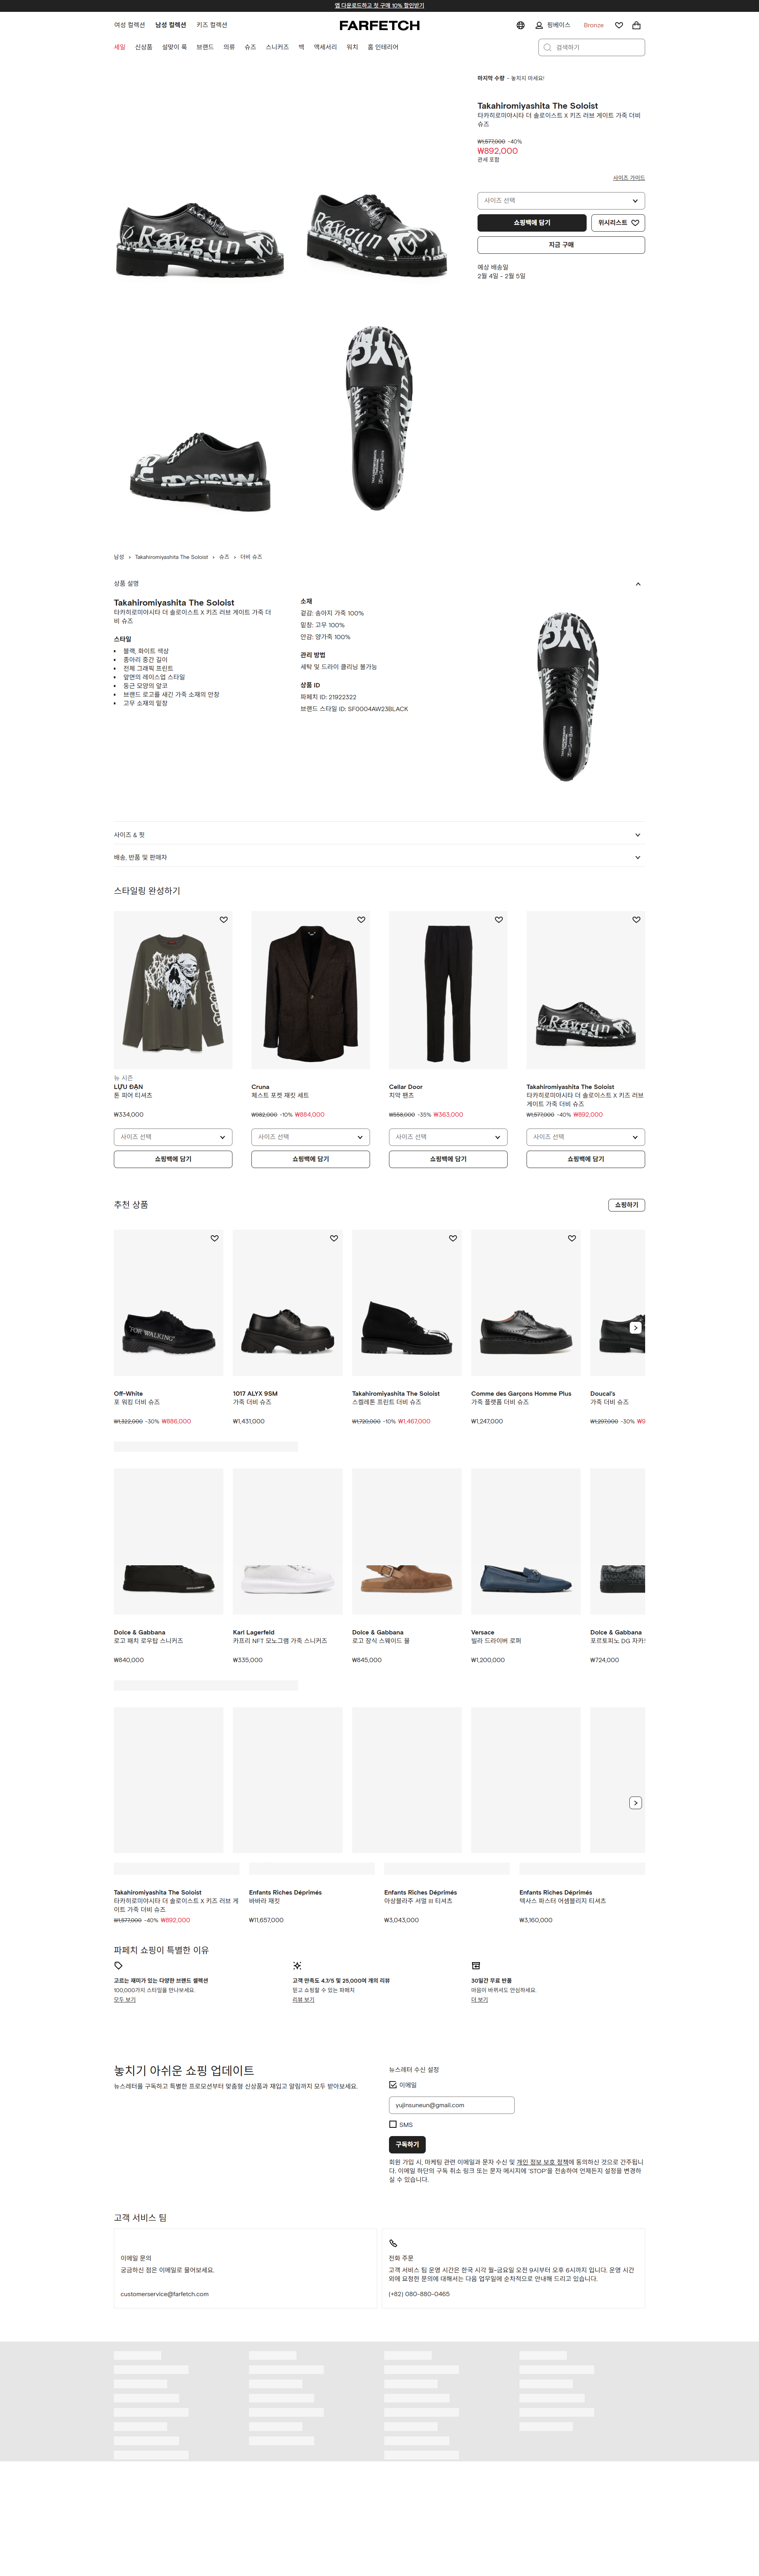 앱 다운로드하고 첫 구매 10% 할인받기
여성 컬렉션 남성 컬렉션 키즈 컬렉션
FARFETCH
핌베이스 Bronze
세일 신상품 설맞이 룩 브랜드 의류 슈즈 스니커즈 백 액세서리 워치 홈 인테리어
검색하기
마지막 수량 - 놓치지 마세요!
Takahiromiyashita The Soloist
타카히로미야시타 더 솔로이스트 X 키즈 러브 게이트 가죽 더비
슈즈
₩1,577,000 -40%
₩892,000
관세 포함
사이즈 가이드
사이즈 선택
쇼핑백에 담기
위시리스트
지금 구매
예상 배송일
2월 4일 - 2월 5일
남성 › Takahiromiyashita The Soloist › 슈즈 › 더비 슈즈
상품 설명
Takahiromiyashita The Soloist
타카히로미야시타 더 솔로이스트 X 키즈 러브 게이트 가죽 더
비 슈즈
스타일
블랙, 화이트 색상
종아리 중간 길이
전체 그래픽 프린트
앞면의 레이스업 스타일
둥근 모양의 앞코
브랜드 로고를 새긴 가죽 소재의 안창
고무 소재의 밑창
소재
겉감: 송아지 가죽 100%
밑창: 고무 100%
안감: 양가죽 100%
관리 방법
세탁 및 드라이 클리닝 불가능
상품 ID
파페치 ID: 21922322
브랜드 스타일 ID: SF0004AW23BLACK
사이즈 & 핏
배송, 반품 및 판매자
스타일링 완성하기
뉴 시즌
LỰU ĐẠN
톤 피어 티셔츠
₩334,000
사이즈 선택
쇼핑백에 담기
Cruna
체스트 포켓 재킷 세트
₩982,000 -10% ₩884,000
사이즈 선택
쇼핑백에 담기
Cellar Door
치악 팬츠
₩558,000 -35% ₩363,000
사이즈 선택
쇼핑백에 담기
Takahiromiyashita The Soloist
타카히로미야시타 더 솔로이스트 X 키즈 러브
게이트 가죽 더비 슈즈
₩1,577,000 -40% ₩892,000
사이즈 선택
쇼핑백에 담기
추천 상품
쇼핑하기
"FOR WALKING"
Off-White
포 워킹 더비 슈즈
₩1,322,000 -30% ₩886,000
1017 ALYX 9SM
가죽 더비 슈즈
₩1,431,000
Takahiromiyashita The Soloist
스켈레톤 프린트 더비 슈즈
₩1,720,000 -10% ₩1,467,000
Comme des Garçons Homme Plus
가죽 플랫폼 더비 슈즈
₩1,247,000
Doucal's
가죽 더비 슈즈
₩1,297,000 -30% ₩9
Dolce & Gabbana
로고 패치 로우탑 스니커즈
₩840,000
Karl Lagerfeld
카프리 NFT 모노그램 가죽 스니커즈
₩335,000
Dolce & Gabbana
로고 장식 스웨이드 뮬
₩845,000
Versace
빌라 드라이버 로퍼
₩1,200,000
Dolce & Gabbana
포르토피노 DG 자카드
₩724,000
Takahiromiyashita The Soloist
타카히로미야시타 더 솔로이스트 X 키즈 러브 게
이트 가죽 더비 슈즈
₩1,577,000 -40% ₩892,000
Enfants Riches Déprimés
바바라 재킷
₩11,657,000
Enfants Riches Déprimés
아상블라주 서멀 III 티셔츠
₩3,043,000
Enfants Riches Déprimés
텍사스 파스터 어셈블리지 티셔츠
₩3,160,000
파페치 쇼핑이 특별한 이유
고르는 재미가 있는 다양한 브랜드 셀렉션
100,000가지 스타일을 만나보세요.
모두 보기
고객 만족도 4.7/5 및 25,000여 개의 리뷰
믿고 쇼핑할 수 있는 파페치
리뷰 보기
30일간 무료 반품
마음이 바뀌셔도 안심하세요.
더 보기
놓치기 아쉬운 쇼핑 업데이트
뉴스레터를 구독하고 특별한 프로모션부터 맞춤형 신상품과 재입고 알림까지 모두 받아보세요.
뉴스레터 수신 설정
이메일
yujinsuneun@gmail.com
SMS
구독하기
회원 가입 시, 마케팅 관련 이메일과 문자 수신 및 개인 정보 보호 정책에 동의하신 것으로 간주됩니
다. 이메일 하단의 구독 취소 링크 또는 문자 메시지에 'STOP'을 전송하여 언제든지 설정을 변경하
실 수 있습니다.
고객 서비스 팀
이메일 문의
궁금하신 점은 이메일로 물어보세요.
customerservice@farfetch.com
전화 주문
고객 서비스 팀 운영 시간은 한국 시각 월-금요일 오전 9시부터 오후 6시까지 입니다. 운영 시간
외에 요청한 문의에 대해서는 다음 업무일에 순차적으로 안내해 드리고 있습니다.
(+82) 080-880-0465